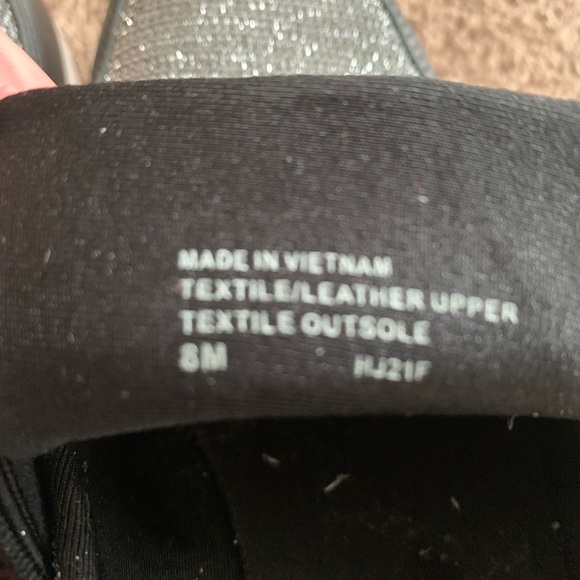 MADE IN VIETNAM
TEXTILE/LEATHER UPPER
TEXTILE OUTSOLE
8M HJ21F